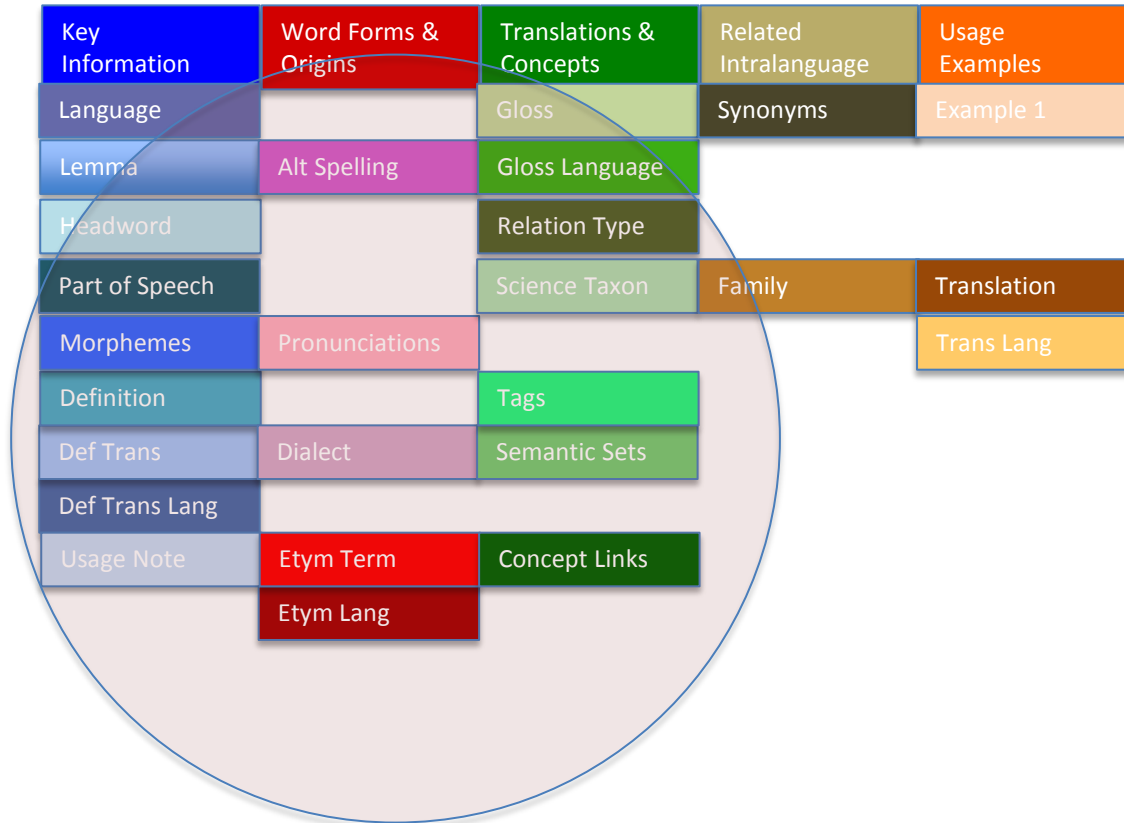 Key
Information
Word Forms &
Origins
Translations &
Concepts
Related
Intralanguage
Usage
Examples
Language
Gloss
Synonyms
Example 1
Lemma
Alt Spelling
Gloss Language
Headword
Relation Type
Part of Speech
Science Taxon
Family
Translation
Morphemes
Pronunciations
Trans Lang
Definition
Tags
Def Trans
Dialect
Semantic Sets
Def Trans Lang
Usage Note
Etym Term
Concept Links
Etym Lang